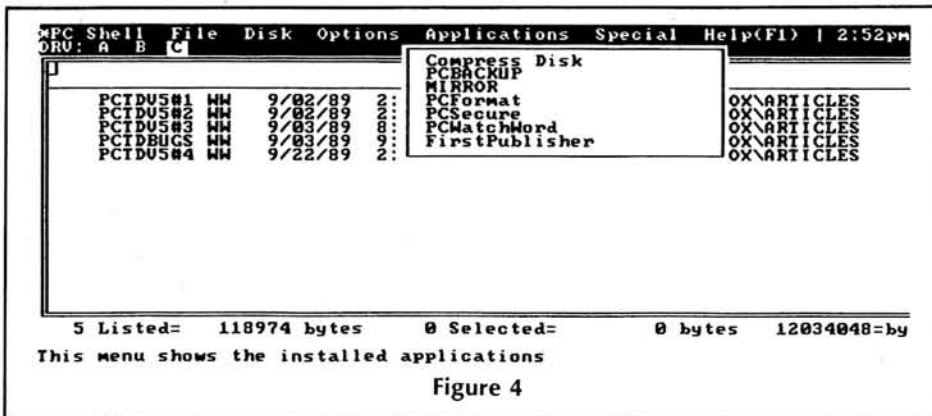 *PC Shell File Disk Options Applications Special Help(F1) | 2:52pm
DRV: A B C
Compress Disk
PCBACKUP
MIRROR
PCFormat
PCSecure
PCWatchWord
FirstPublisher
PCTDV5#1 WW 9/02/89 2: OX\ARTICLES
PCTDV5#2 WW 9/02/89 2: OX\ARTICLES
PCTDV5#3 WW 9/03/89 8: OX\ARTICLES
PCTDBUGS WW 9/03/89 9: OX\ARTICLES
PCTDV5#4 WW 9/22/89 2: OX\ARTICLES
5 Listed= 118974 bytes 0 Selected= 0 bytes 12034048=by
This menu shows the installed applications
Figure 4